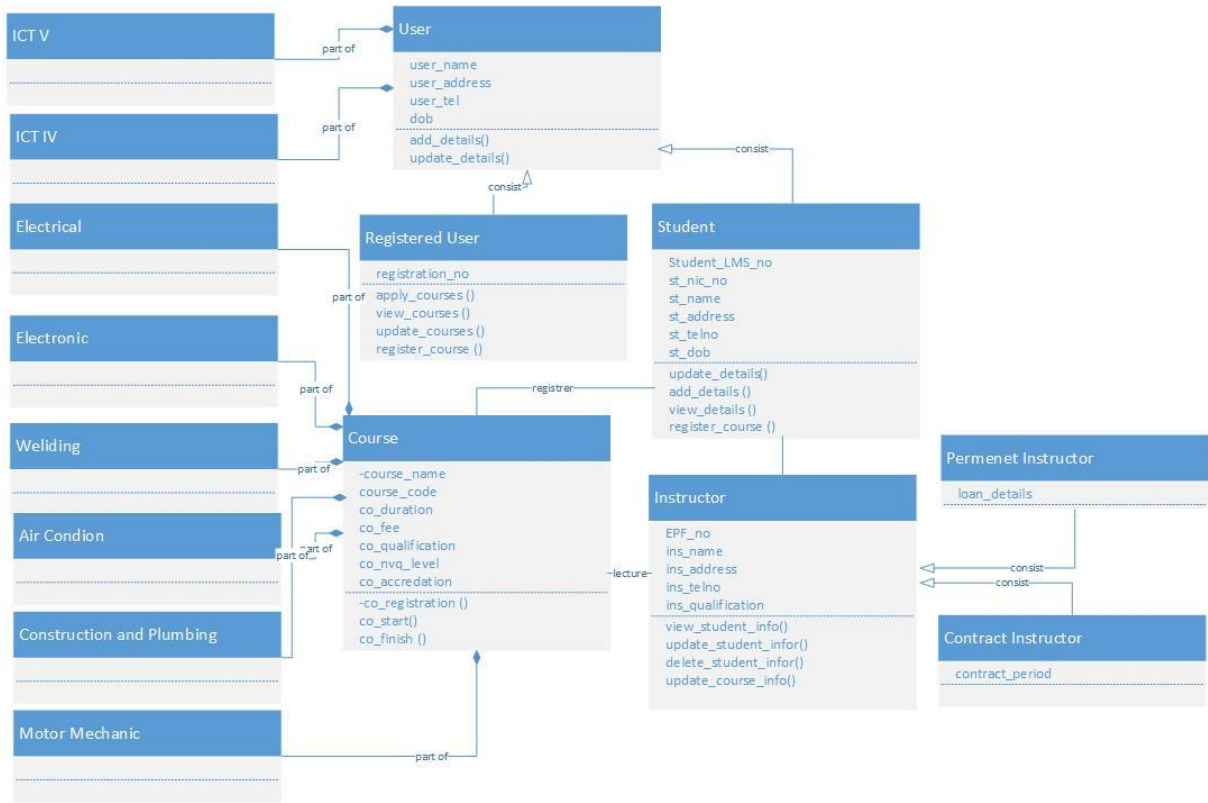 ICT V
part of
User
user_name
user_address
user_tel
dob
add_details()
update_details()
ICT IV
part of
consist
consist
Electrical
part of
Registered User
registration_no
apply_courses ()
view_courses ()
update_courses ()
register_course ()
Student
Student_LMS_no
st_nic_no
st_name
st_address
st_telno
st_dob
update_details()
add_details ()
view_details ()
register_course ()
Electronic
part of
registrer
Weliding
part of
Course
-course_name
course_code
co_duration
co_fee
co_qualification
co_nvq_level
co_accredation
-co_registration ()
co_start()
co_finish ()
Air Condion
part of
part of
lecture
Instructor
EPF_no
ins_name
ins_address
ins_telno
ins_qualification
view_student_info()
update_student_infor()
delete_student_infor()
update_course_info()
Permenet Instructor
loan_details
consist
consist
Contract Instructor
contract_period
Construction and Plumbing
Motor Mechanic
part of